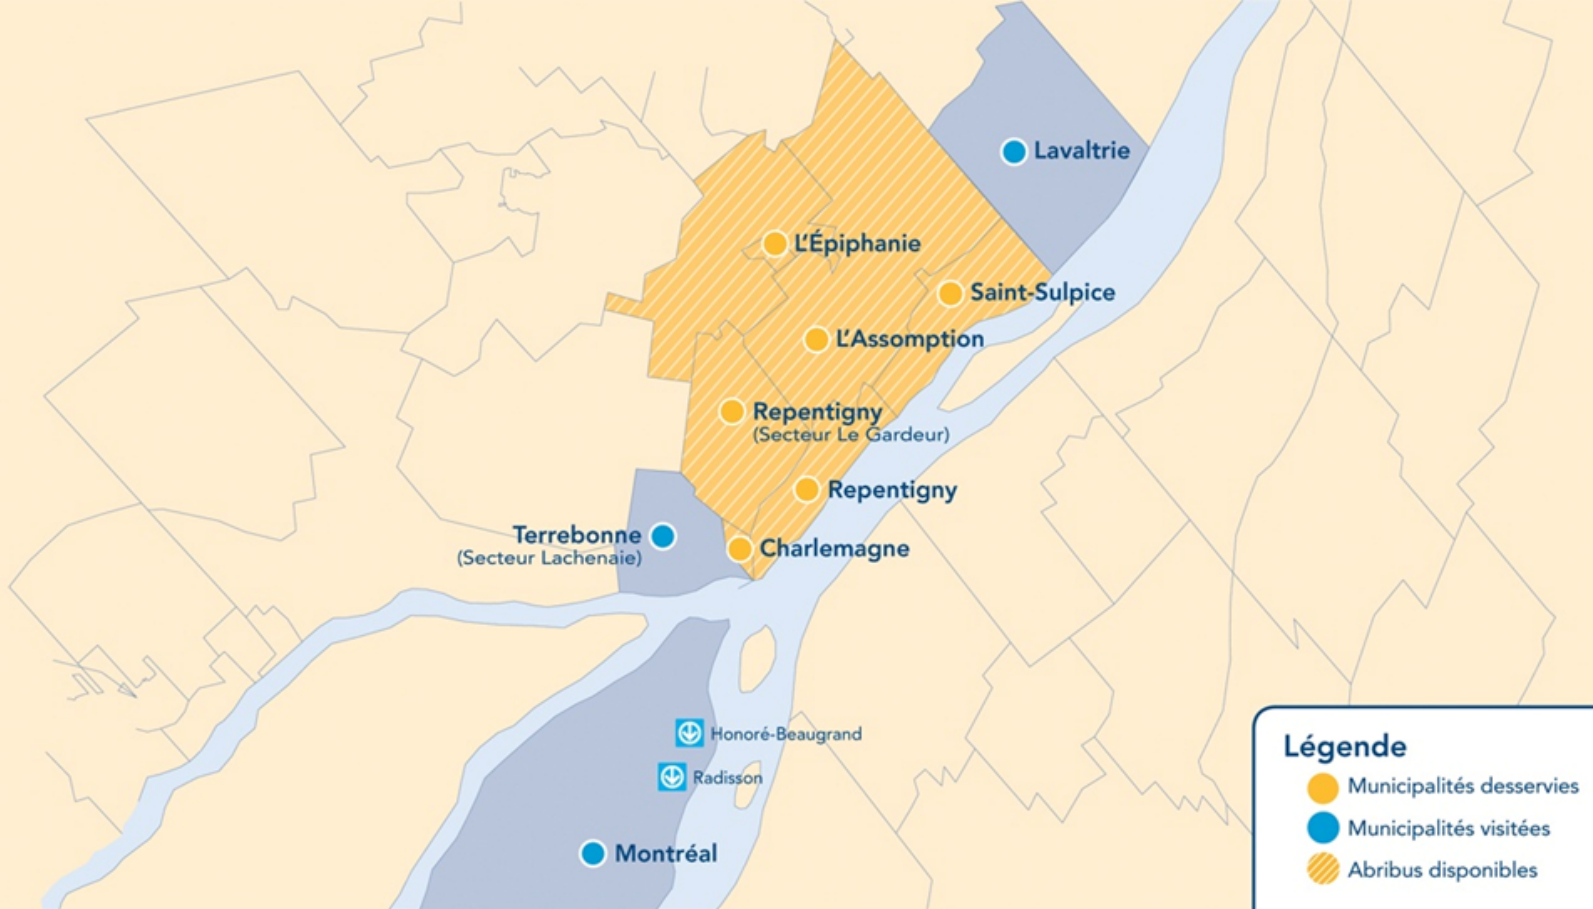 Lavaltrie
L'Épiphanie
Saint-Sulpice
L'Assomption
Repentigny
(Secteur Le Gardeur)
Repentigny
Terrebonne
(Secteur Lachenaie)
Charlemagne
Honoré-Beaugrand
Radisson
Montréal
Légende
Municipalités desservies
Municipalités visitées
Abribus disponibles